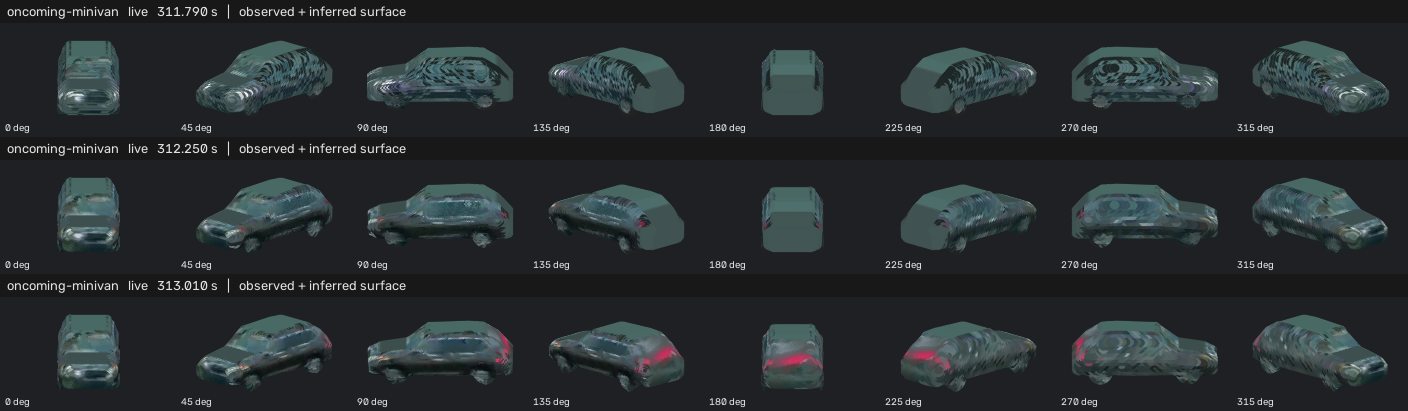 oncoming-minivan live 311.790 s | observed + inferred surface
0 deg 45 deg 90 deg 135 deg 180 deg 225 deg 270 deg 315 deg
oncoming-minivan live 312.250 s | observed + inferred surface
0 deg 45 deg 90 deg 135 deg 180 deg 225 deg 270 deg 315 deg
oncoming-minivan live 313.010 s | observed + inferred surface
0 deg 45 deg 90 deg 135 deg 180 deg 225 deg 270 deg 315 deg